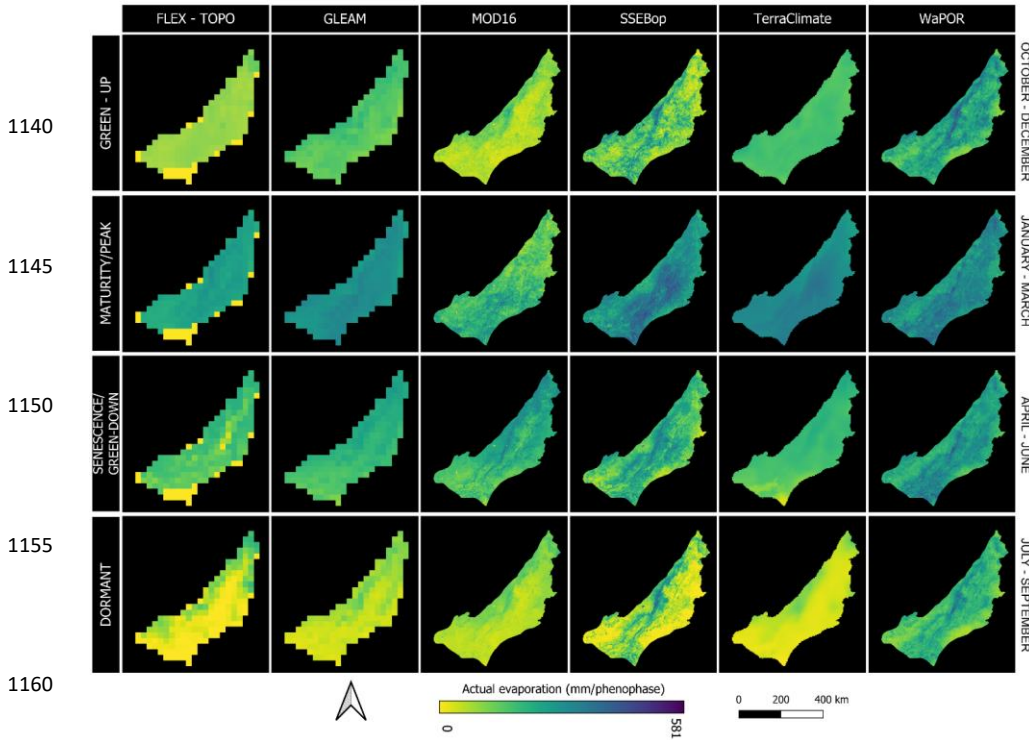 FLEX - TOPO GLEAM MOD16 SSEBop TerraClimate WaPOR
GREEN - UP
OCTOBER - DECEMBER
1140
MATURITY/PEAK
JANUARY - MARCH
1145
SENESCENCE/
GREEN-DOWN
APRIL - JUNE
1150
DORMANT
JULY - SEPTEMBER
1155
1160
Actual evaporation (mm/phenophase)
0
581
0 200 400 km